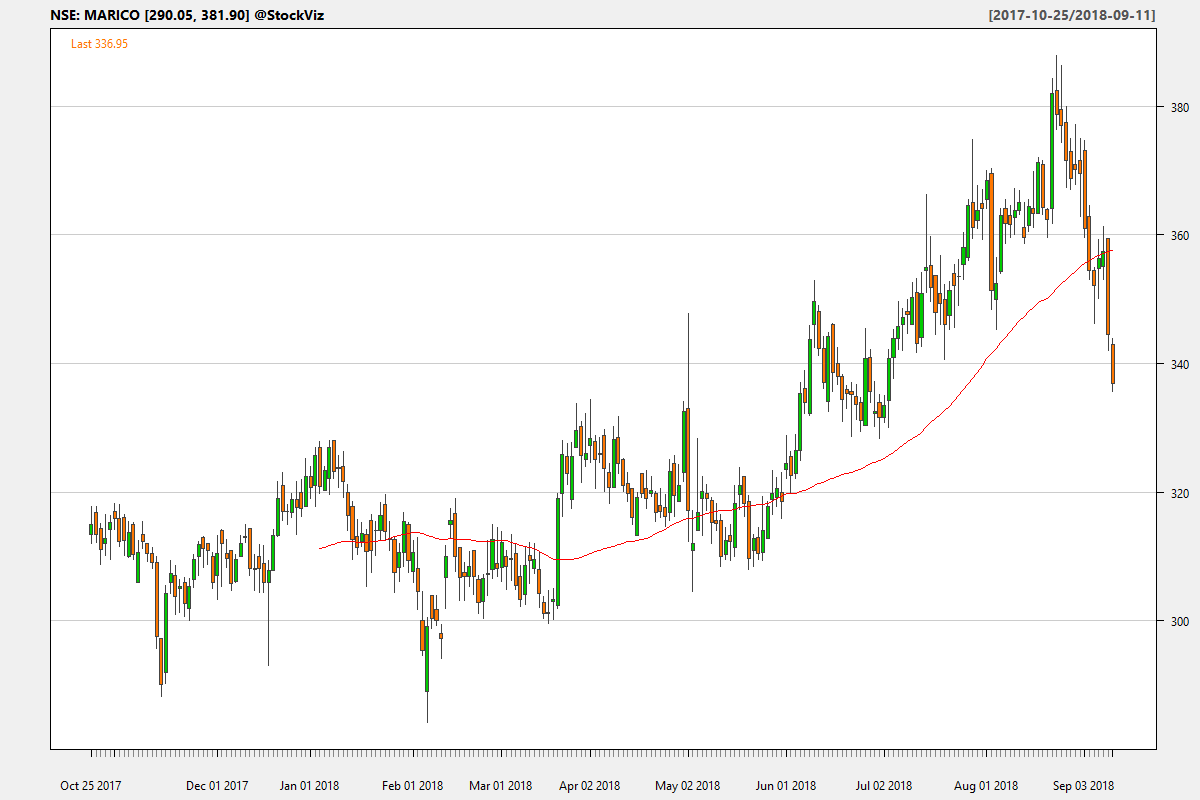 NSE: MARICO [290.05, 381.90] @StockViz
[2017-10-25/2018-09-11]
Last 336.95
380
360
340
320
300
Oct 25 2017
Dec 01 2017
Jan 01 2018
Feb 01 2018
Mar 01 2018
Apr 02 2018
May 02 2018
Jun 01 2018
Jul 02 2018
Aug 01 2018
Sep 03 2018